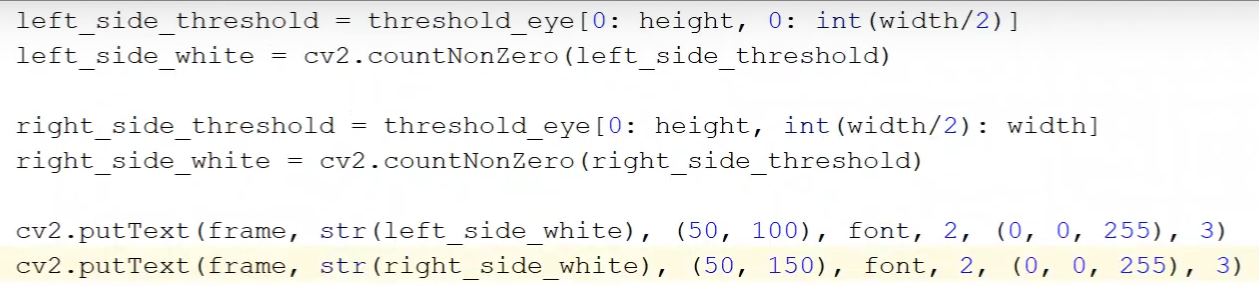 left_side_threshold = threshold_eye[0: height, 0: int(width/2)]
left_side_white = cv2.countNonZero(left_side_threshold)
right_side_threshold = threshold_eye[0: height, int(width/2): width]
right_side_white = cv2.countNonZero(right_side_threshold)
cv2.putText(frame, str(left_side_white), (50, 100), font, 2, (0, 0, 255), 3)
cv2.putText(frame, str(right_side_white), (50, 150), font, 2, (0, 0, 255), 3)